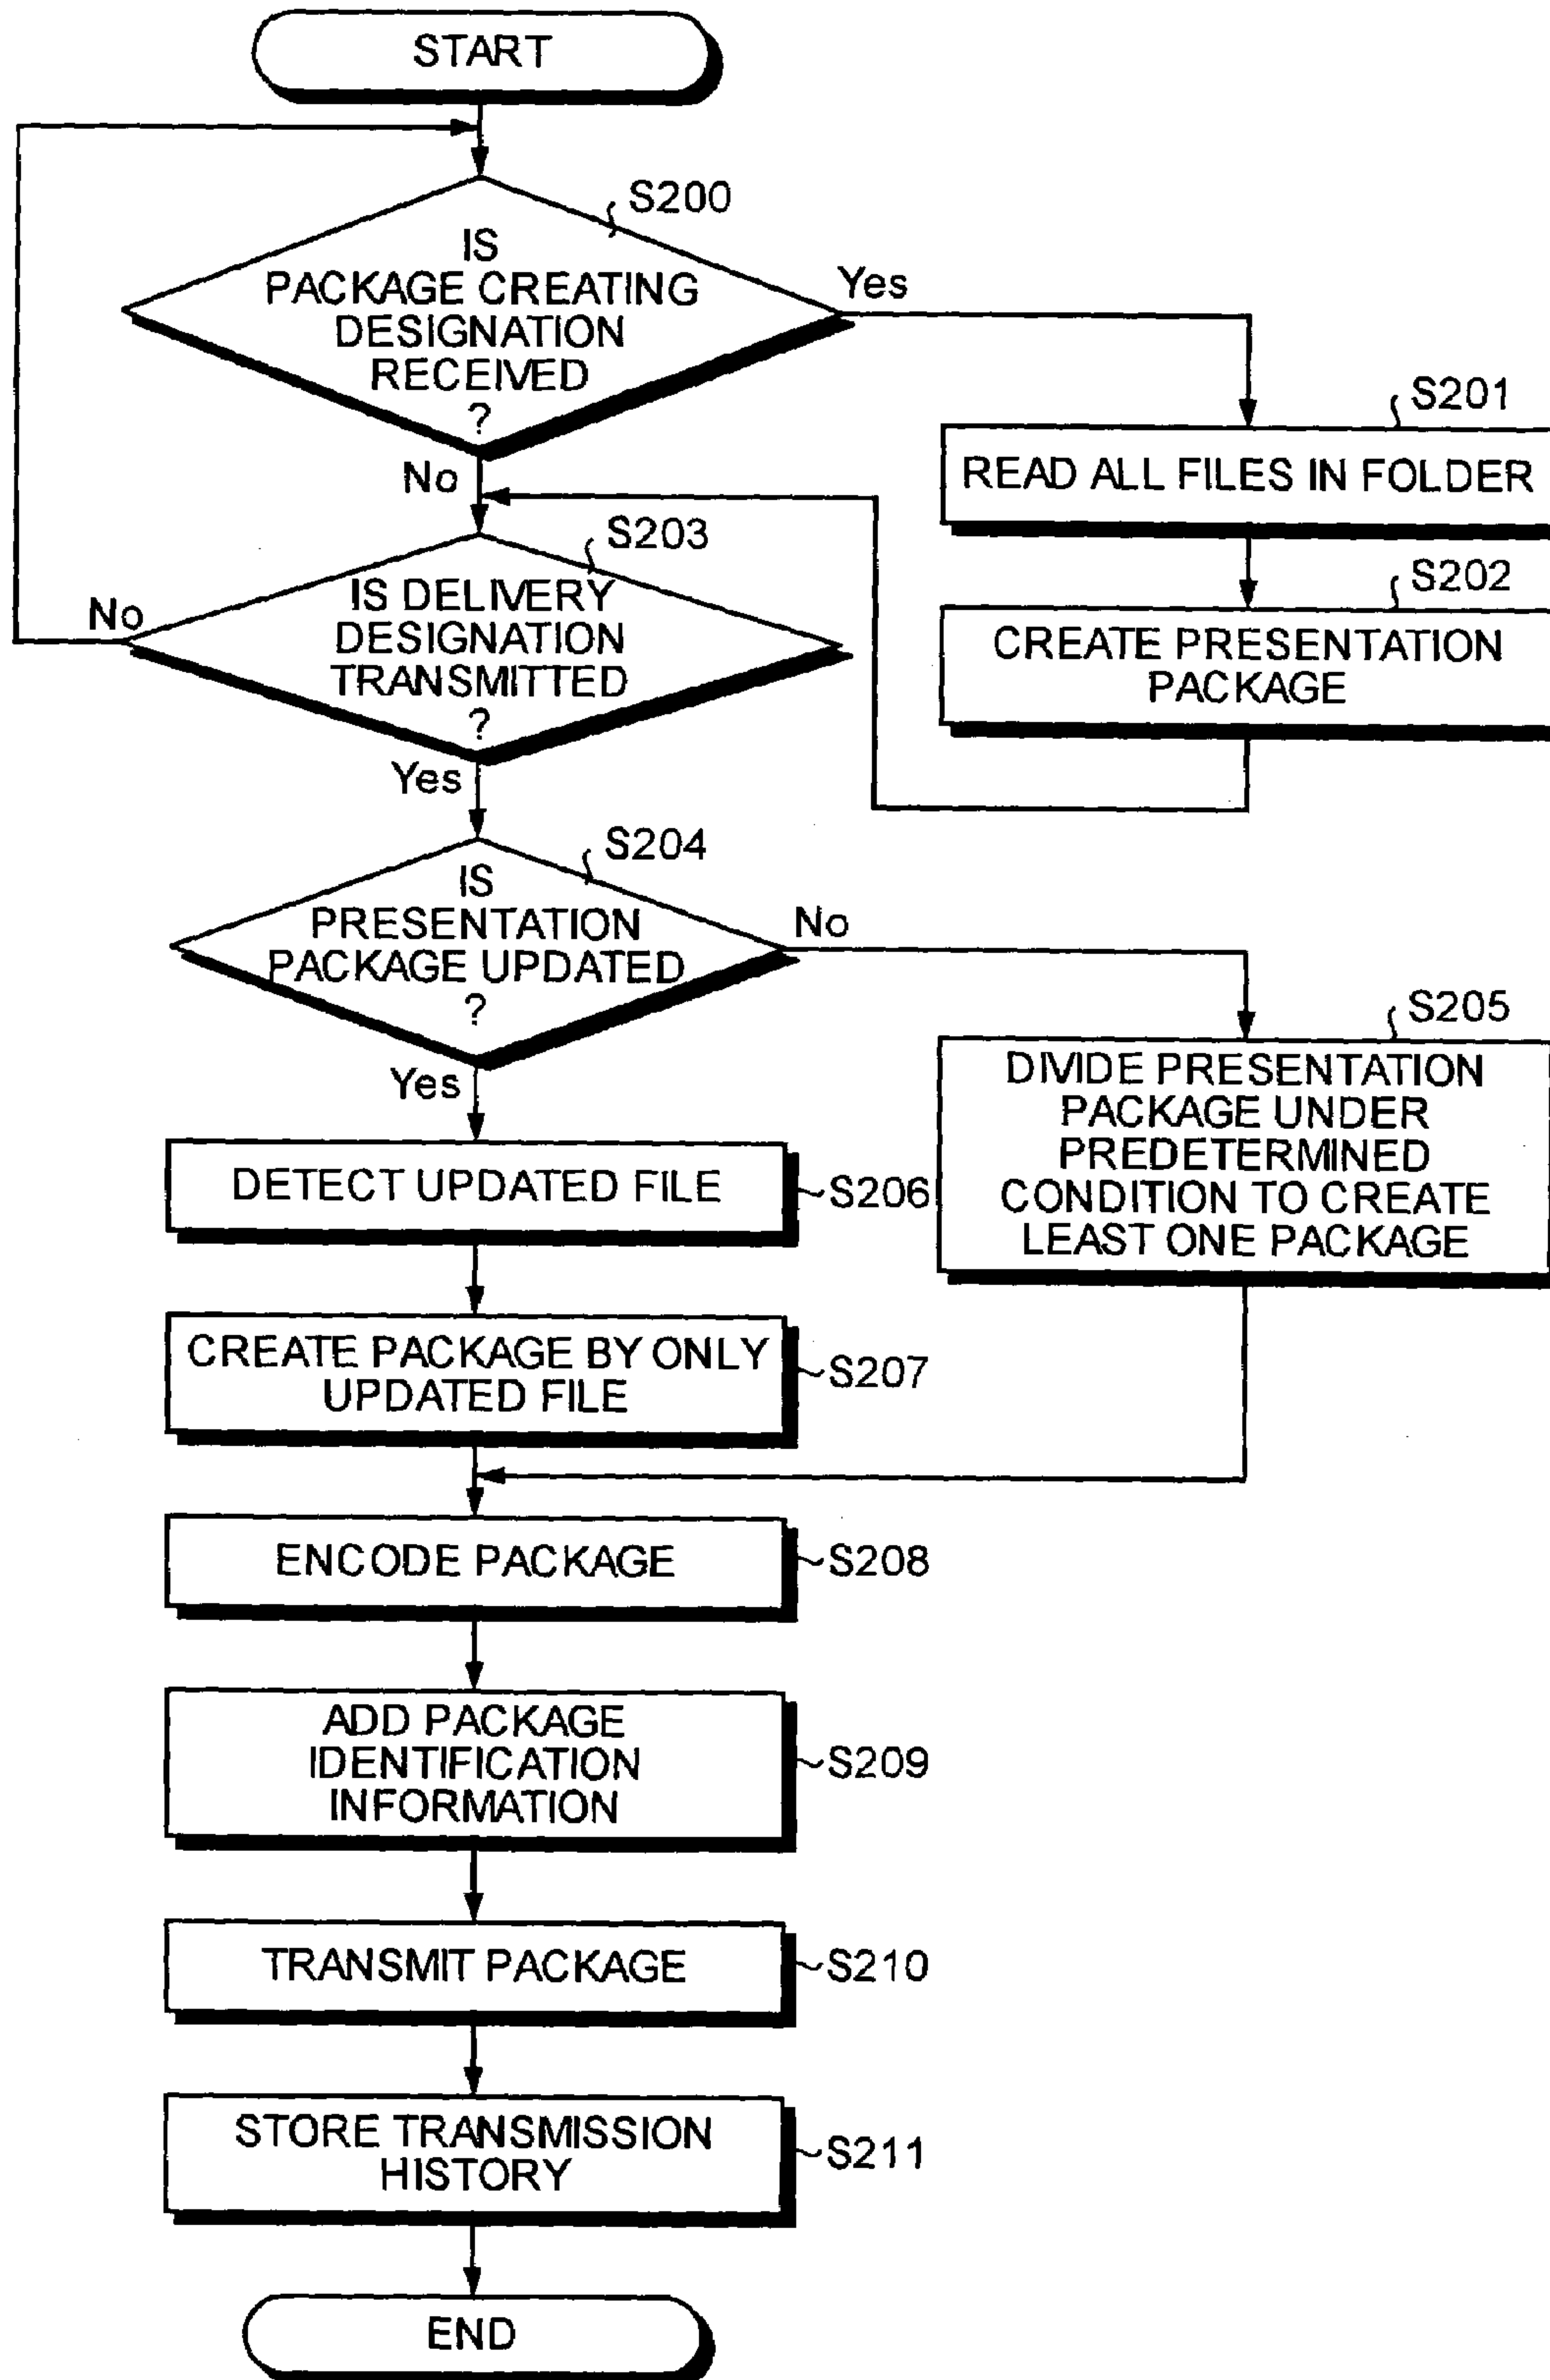 START
S200
IS
PACKAGE CREATING
DESIGNATION
RECEIVED
?
Yes
No
S201
READ ALL FILES IN FOLDER
S202
CREATE PRESENTATION
PACKAGE
S203
IS DELIVERY
DESIGNATION
TRANSMITTED
?
No
Yes
S204
IS
PRESENTATION
PACKAGE UPDATED
?
No
Yes
S205
DIVIDE PRESENTATION
PACKAGE UNDER
PREDETERMINED
CONDITION TO CREATE
LEAST ONE PACKAGE
DETECT UPDATED FILE
S206
CREATE PACKAGE BY ONLY
UPDATED FILE
S207
ENCODE PACKAGE
S208
ADD PACKAGE
IDENTIFICATION
INFORMATION
S209
TRANSMIT PACKAGE
S210
STORE TRANSMISSION
HISTORY
S211
END